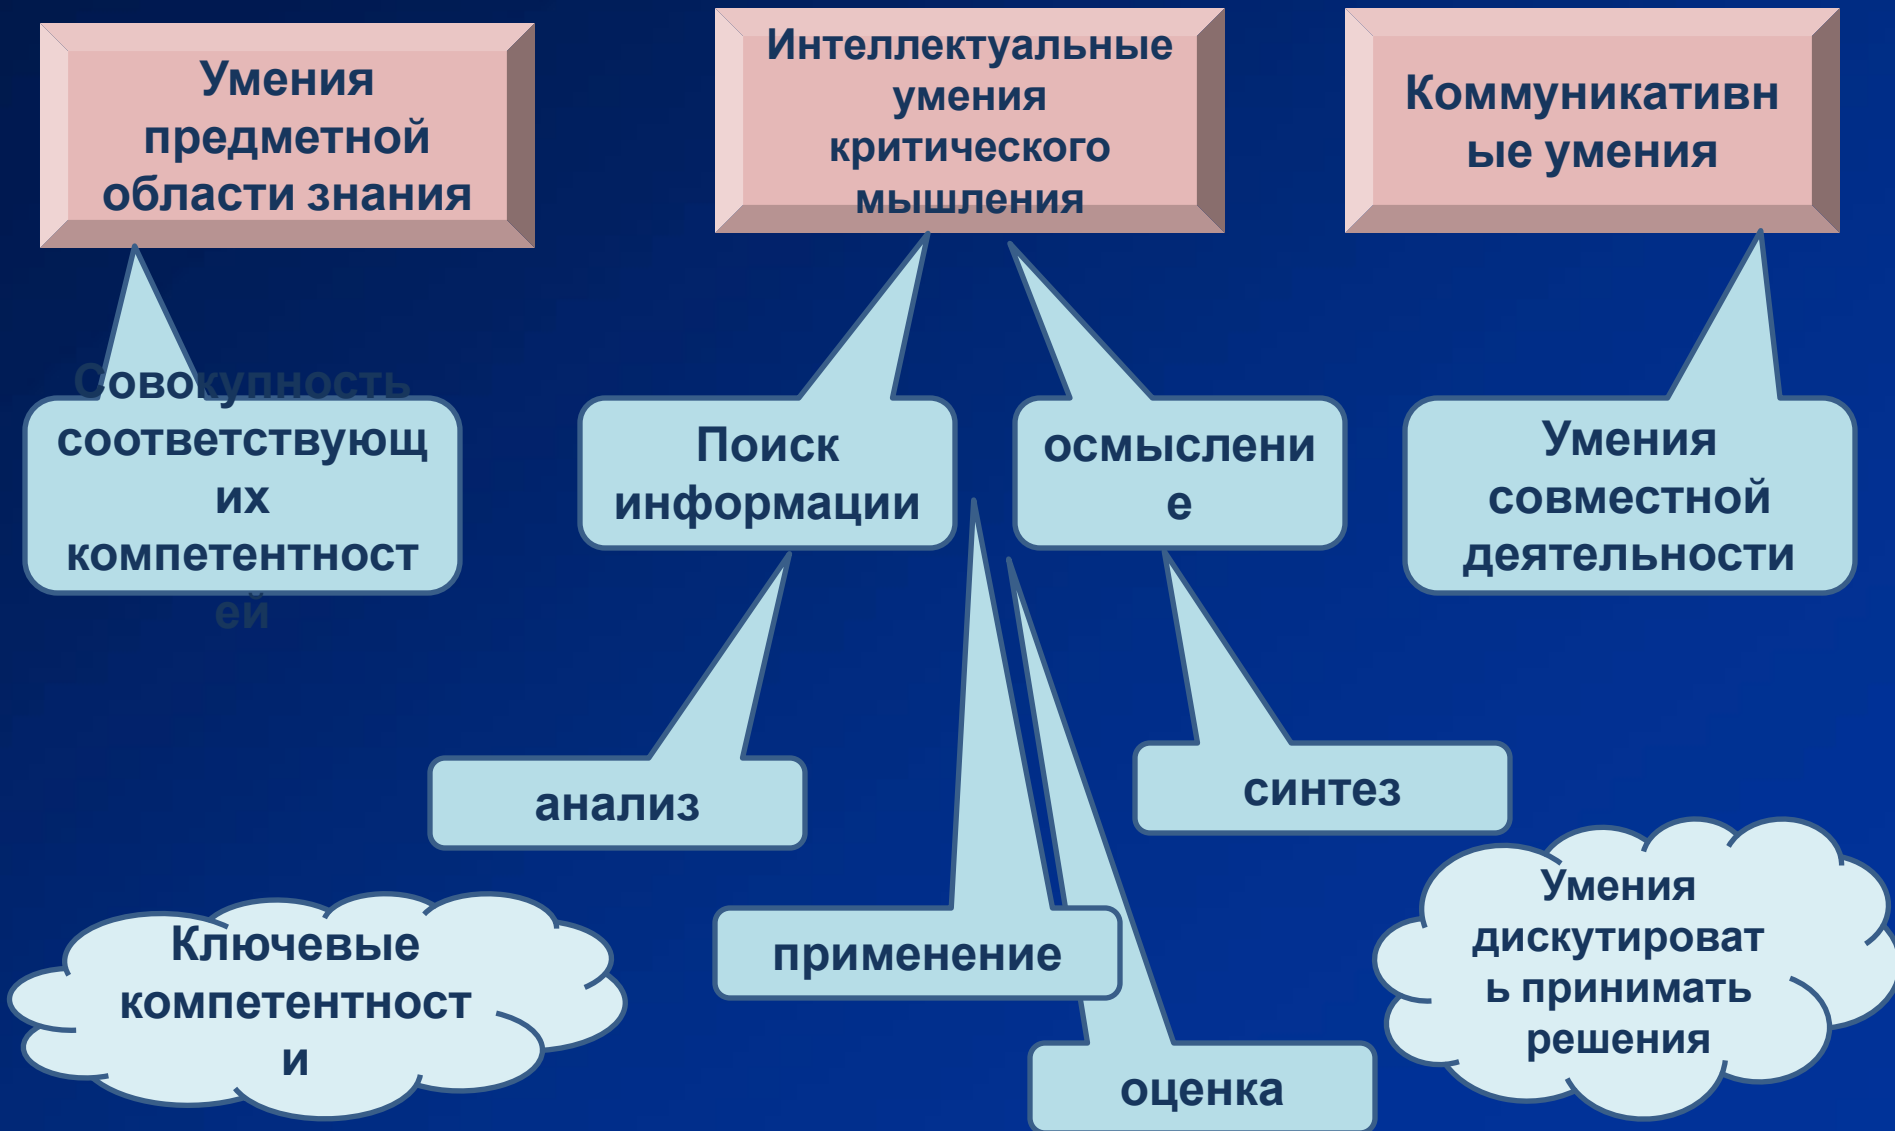 Умения
предметной
области знания
Интеллектуальные
умения
критического
мышления
Коммуникативн
ые умения
Совокупность
соответствующ
их
компетентност
ей
Поиск
информации
осмыслени
е
Умения
совместной
деятельности
анализ
синтез
применение
оценка
Ключевые
компетентност
и
Умения
дискутироват
ь принимать
решения